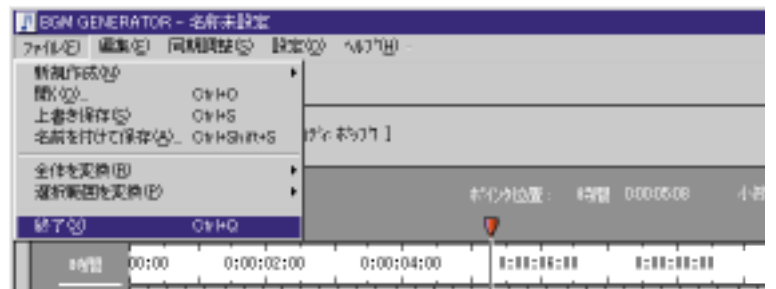 BGM GENERATOR - 名前未設定
ファイル(F) 編集(E) 同期調整(S) 設定(O) ヘルプ(H)
新規作成(N)
開く(O)... Ctrl+O
上書き保存(S) Ctrl+S
名前を付けて保存(A)... Ctrl+Shift+S
全体を変換(R)
選択範囲を変換(P)
ポインタ位置: 時間 0:00:05:08 小節
終了(X) Ctrl+Q
時間 00:00 0:00:02:00 0:00:04:00